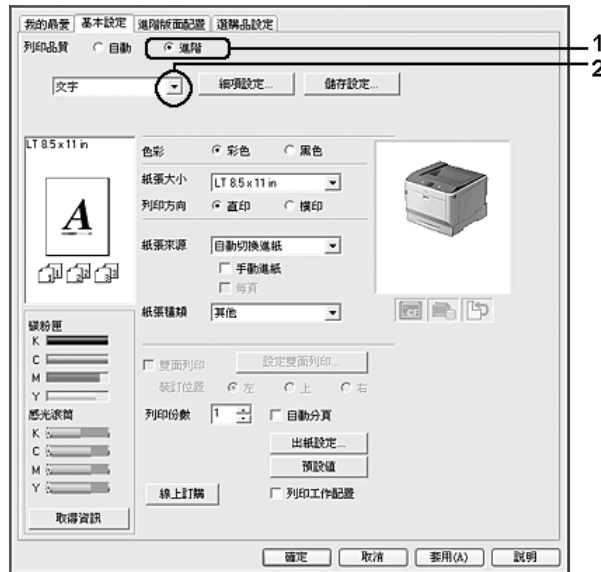 我的最愛 基本設定 進階版面配置 選購品設定
列印品質 自動 進階 1
2
文字 細項設定... 儲存設定...
LT 8.5 x 11 in
色彩 彩色 黑色
紙張大小 LT 8.5 x 11 in
列印方向 直印 橫印
A
紙張來源 自動切換進紙
手動進紙
1 1 2 2 3 3
每頁
紙張種類 其他
碳粉匣
K
C
M
Y
雙面列印 設定雙面列印...
裝訂位置 左 上 右
感光滾筒
K
C
M
Y
列印份數 1 自動分頁
出紙設定...
預設值
線上訂購 列印工作配置
取得資訊
確定 取消 套用(A) 說明